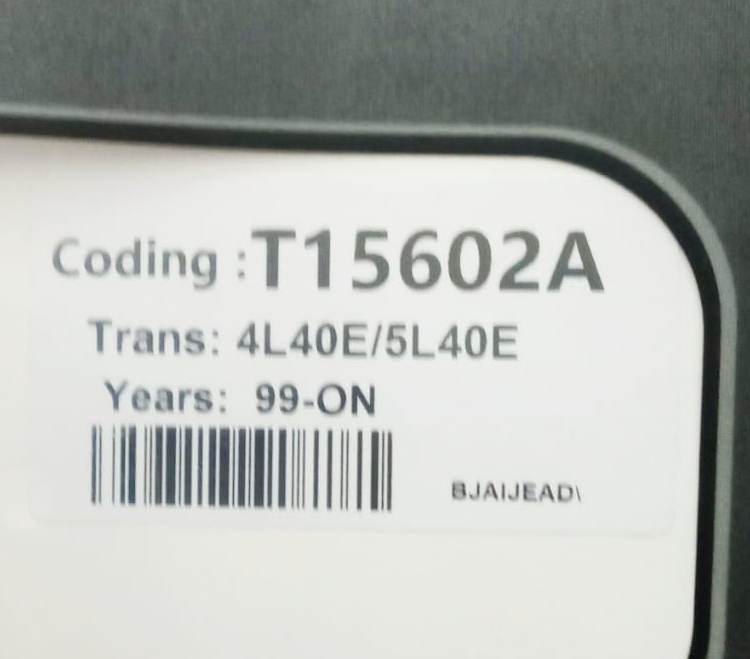 Coding :T15602A
Trans: 4L40E/5L40E
Years: 99-ON
BJAIJEAD\